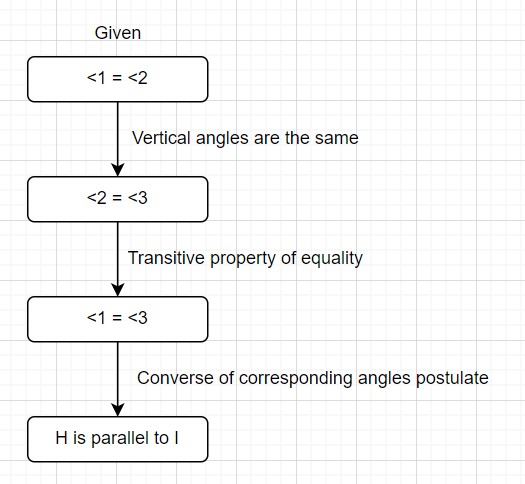 Given
<1 = <2
Vertical angles are the same
<2 = <3
Transitive property of equality
<1 = <3
Converse of corresponding angles postulate
H is parallel to I